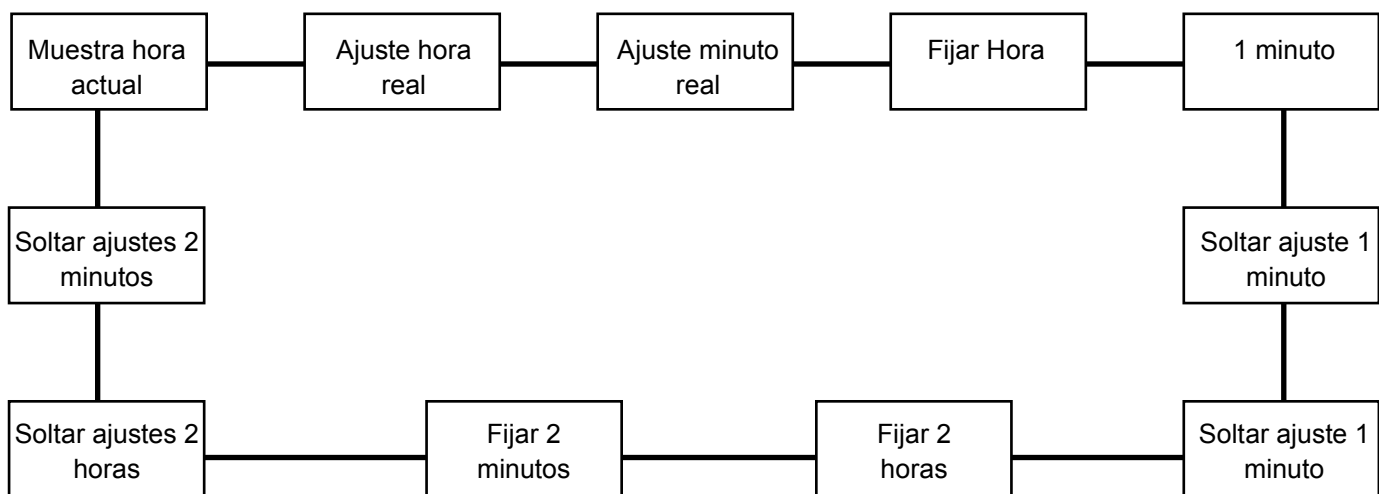 Muestra hora
actual
Ajuste hora
real
Ajuste minuto
real
Fijar Hora
1 minuto
Soltar ajustes 2
minutos
Soltar ajuste 1
minuto
Soltar ajustes 2
horas
Fijar 2
minutos
Fijar 2
horas
Soltar ajuste 1
minuto